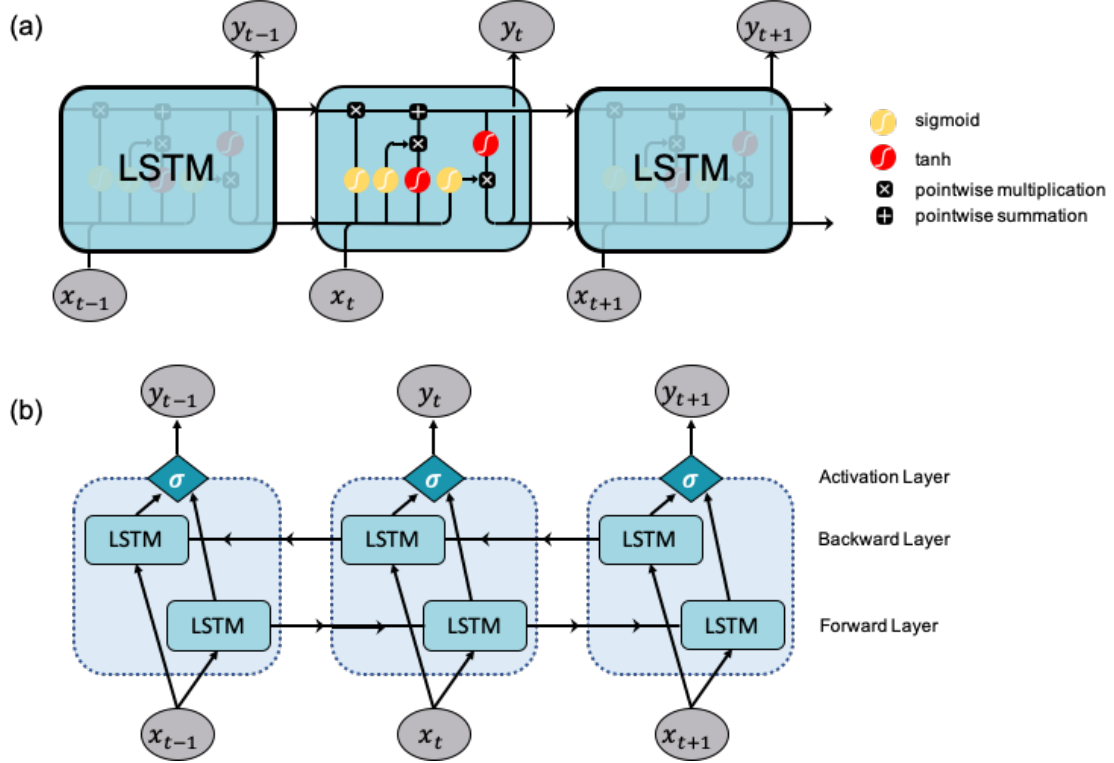 (a)
y_{t-1}
y_t
y_{t+1}
LSTM
LSTM
sigmoid
tanh
pointwise multiplication
pointwise summation
x_{t-1}
x_t
x_{t+1}
(b)
y_{t-1}
y_t
y_{t+1}
σ
σ
σ
Activation Layer
LSTM
LSTM
LSTM
Backward Layer
LSTM
LSTM
LSTM
Forward Layer
x_{t-1}
x_t
x_{t+1}